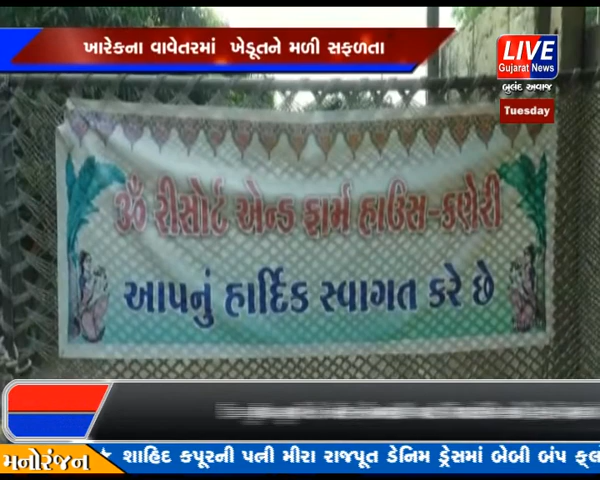 ખારેકના વાવેતરમાં ખેડૂતને મળી સફળતા
LIVE
Gujarat News
બુલંદ અવાજ
Tuesday
ૐ રીસોર્ટ એન્ડ ફાર્મ હાઉસ-કણેરી
આપનું હાર્દિક સ્વાગત કરે છે
મનોરંજન
★ શાહિદ કપૂરની પત્ની મીરા રાજપૂત ડેનિમ ડ્રેસમાં બેબી બંપ